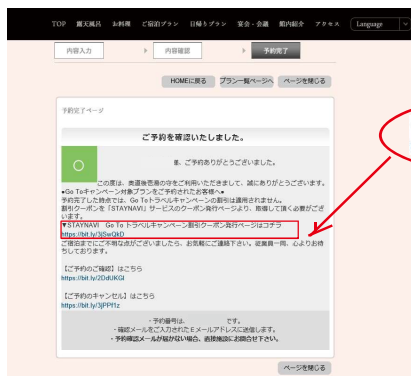 TOP 露天風呂 お料理 ご宿泊プラン 日帰りプラン 宴会・会議 館内紹介 アクセス Language
内容入力 内容確認 予約完了
HOMEに戻る プラン一覧ページへ ページを閉じる
予約完了ページ
ご予約を確認いたしました。
様、ご予約ありがとうございました。
この度は、奥道後壱湯の守をご利用いただきまして、誠にありがとうございます。
●Go Toキャンペーン対象プランをご予約されたお客様へ●
予約完了した時点では、Go Toトラベルキャンペーンの割引は適用されません。
割引クーポンを「STAYNAVI」サービスのクーポン発行ページより、取得して頂く必要がござ
います。
▼STAYNAVI Go To トラベルキャンペーン割引クーポン発行ページはコチラ
https://bit.ly/3jSwQkD
ご宿泊までにご不明な点がございましたら、お気軽にご連絡下さい。従業員一同、心よりお待
ちしております。
【ご予約のご確認】はこちら
https://bit.ly/2DdUKGI
【ご予約のキャンセル】はこちら
https://bit.ly/3jPPf1z
・予約番号は、 です。
・確認メールをご入力されたEメールアドレスに送信します。
・予約確認メールが届かない場合、直接施設にお問合せ下さい。
ページを閉じる